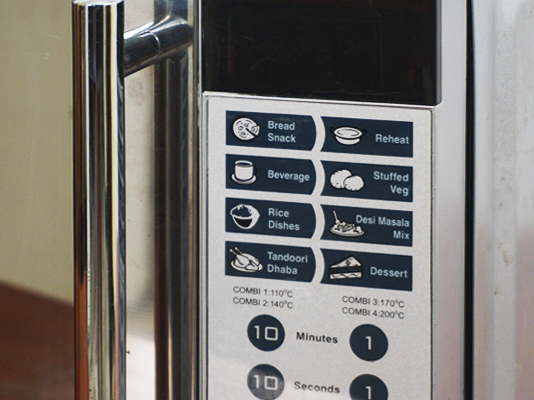 Bread
Snack
Reheat
Beverage
Stuffed
Veg
Rice
Dishes
Desi Masala
Mix
Tandoori
Dhaba
Dessert
COMBI 1:110°C
COMBI 2:140°C
COMBI 3:170°C
COMBI 4:200°C
10 Minutes 1
10 Seconds 1